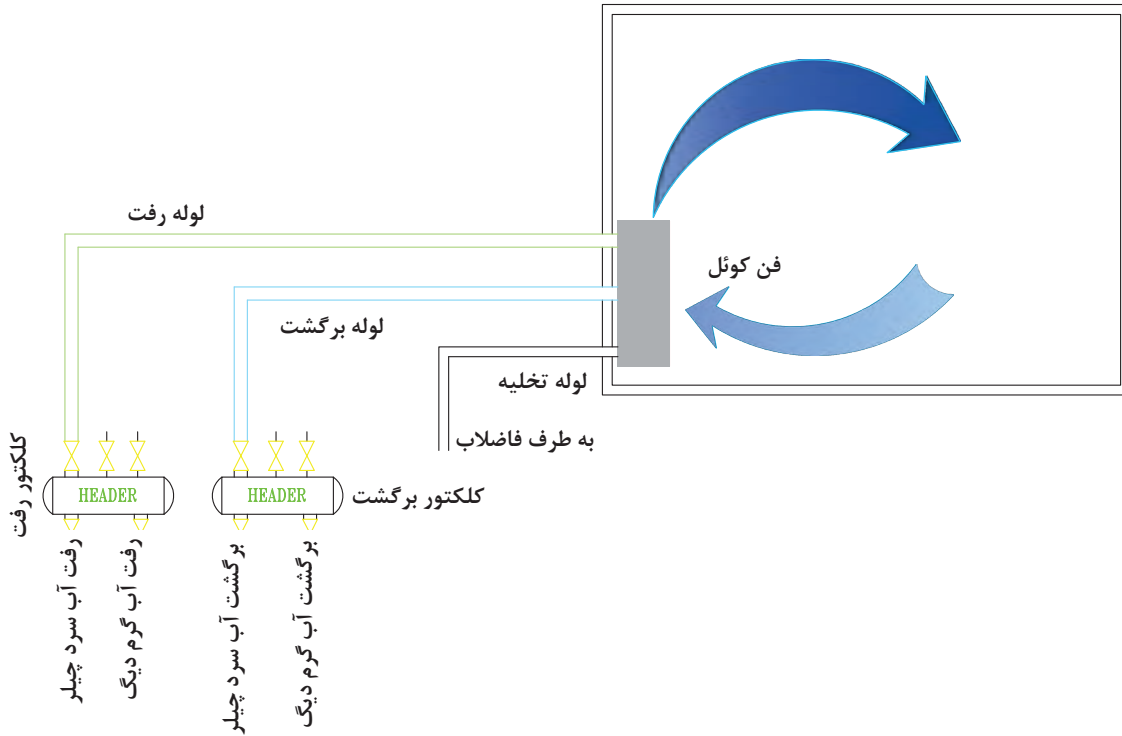 لوله رفت
فن کوئل
لوله برگشت
لوله تخلیه
به طرف فاضلاب
کلکتور رفت
HEADER
HEADER
کلکتور برگشت
رفت آب سرد چیلر
رفت آب گرم دیگ
برگشت آب سرد چیلر
برگشت آب گرم دیگ